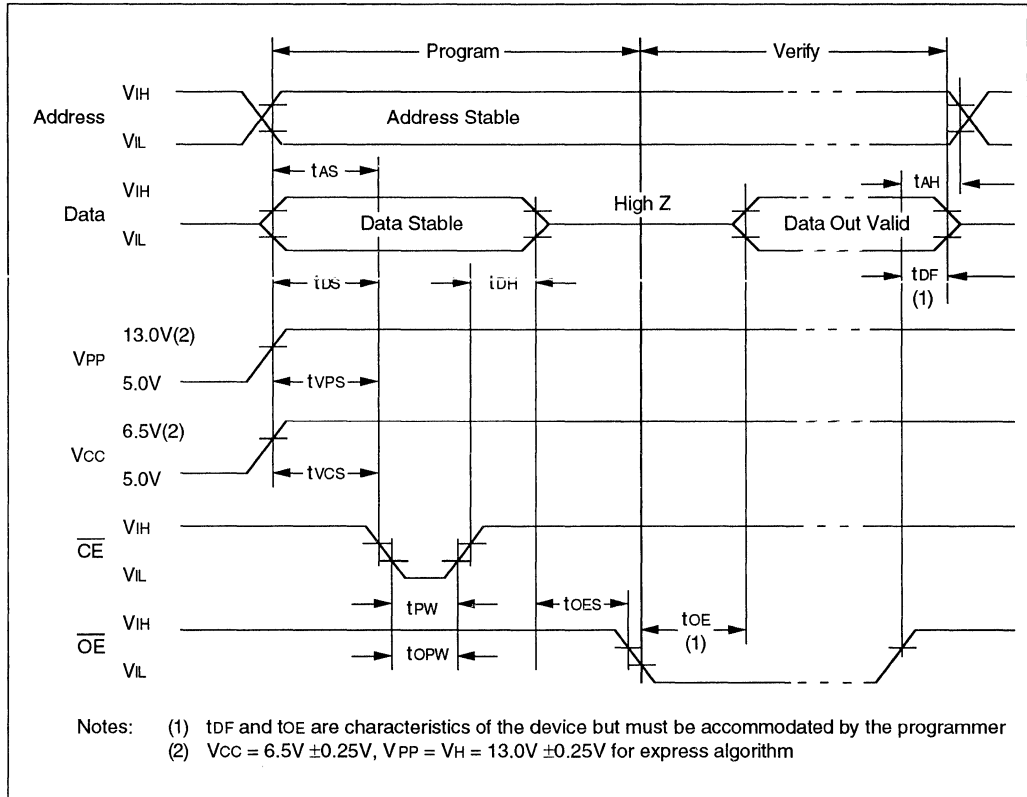 Program
Verify
Address
VIH
VIL
Address Stable
tAS
tAH
Data
VIH
VIL
Data Stable
High Z
Data Out Valid
tDS
tDH
tDF
(1)
VPP
13.0V(2)
5.0V
tVPS
VCC
6.5V(2)
5.0V
tVCS
CE
VIH
VIL
tPW
tOES
tOE
(1)
OE
VIH
VIL
tOPW
Notes: (1) tDF and tOE are characteristics of the device but must be accommodated by the programmer
(2) VCC = 6.5V ±0.25V, VPP = VH = 13.0V ±0.25V for express algorithm